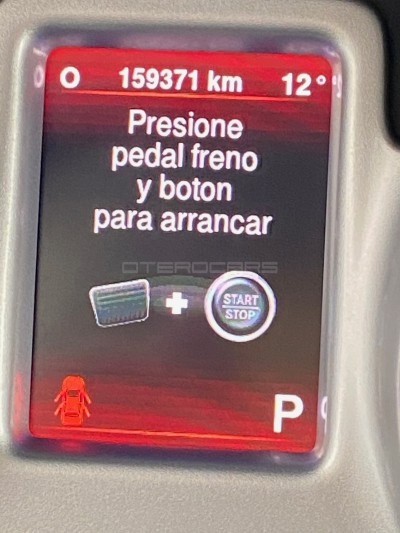 O 159371 km 12°
Presione
pedal freno
y boton
para arrancar
OTEROCARS
START
STOP
P